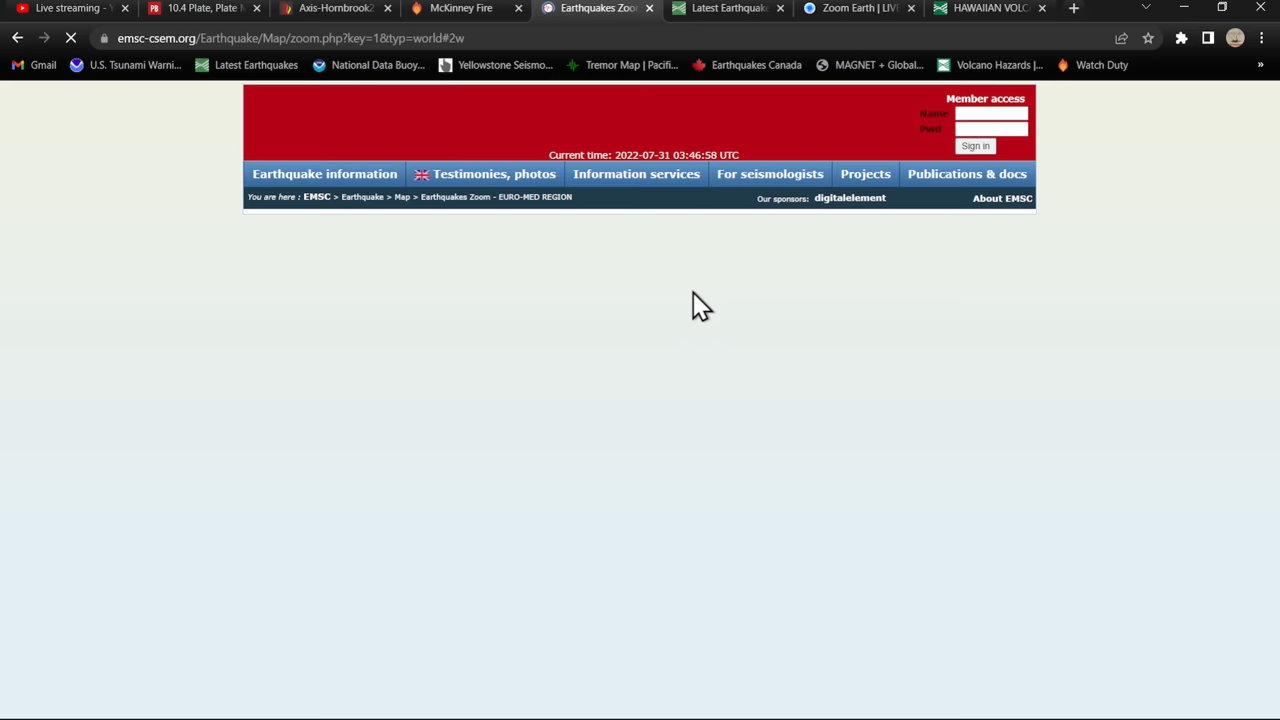 Live streaming - Y
10.4 Plate, Plate M
Axis-Hornbrook2
McKinney Fire
Earthquakes Zoo
Latest Earthquake
Zoom Earth | LIVE
HAWAIIAN VOLC
emsc-csem.org/Earthquake/Map/zoom.php?key=1&typ=world#2w
Gmail
U.S. Tsunami Warni...
Latest Earthquakes
National Data Buoy...
Yellowstone Seismo...
Tremor Map | Pacifi...
Earthquakes Canada
MAGNET + Global...
Volcano Hazards |...
Watch Duty
»
Member access
Name
Pwd
Sign in
Current time: 2022-07-31 03:46:58 UTC
Earthquake information
Testimonies, photos
Information services
For seismologists
Projects
Publications & docs
You are here : EMSC > Earthquake > Map > Earthquakes Zoom - EURO-MED REGION
Our sponsors: digitalelement
About EMSC